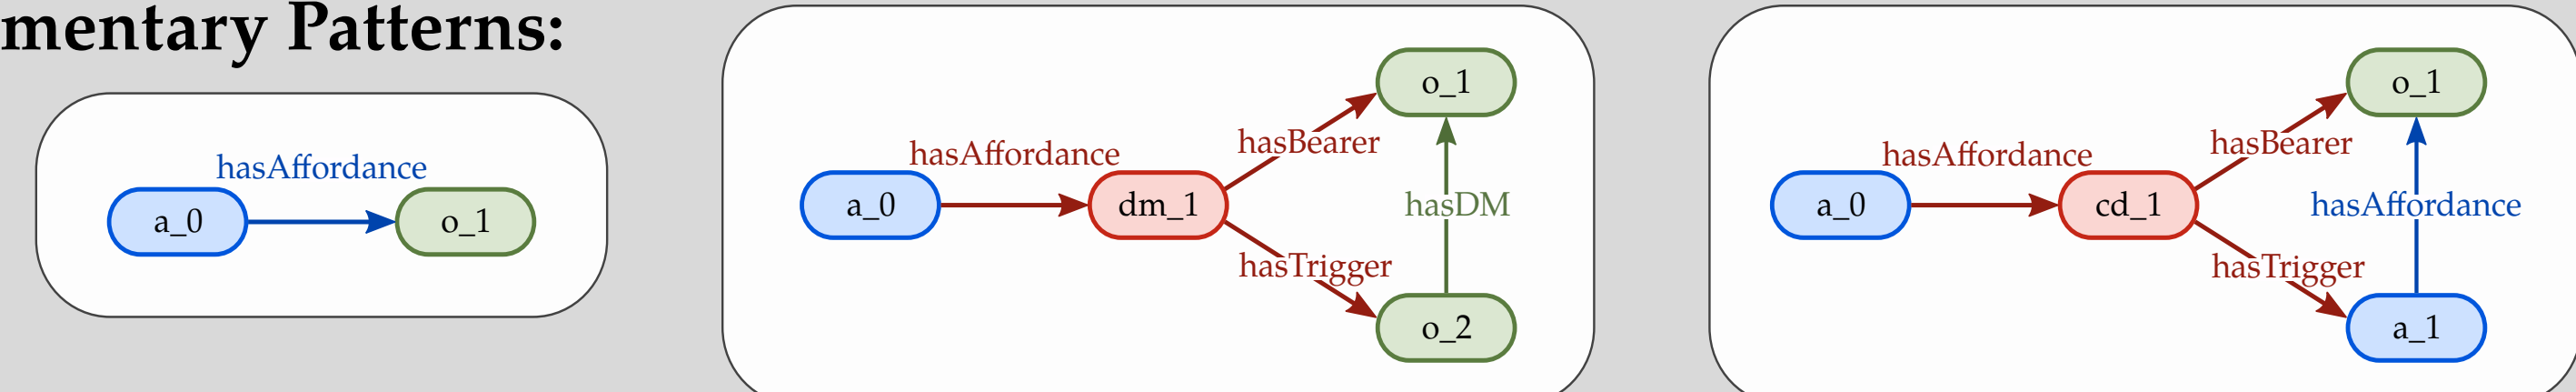 mentary Patterns:
hasAffordance
a_0
o_1
o_1
hasBearer
hasAffordance
a_0
dm_1
hasDM
hasTrigger
o_2
o_1
hasBearer
hasAffordance
a_0
cd_1
hasAffordance
hasTrigger
a_1